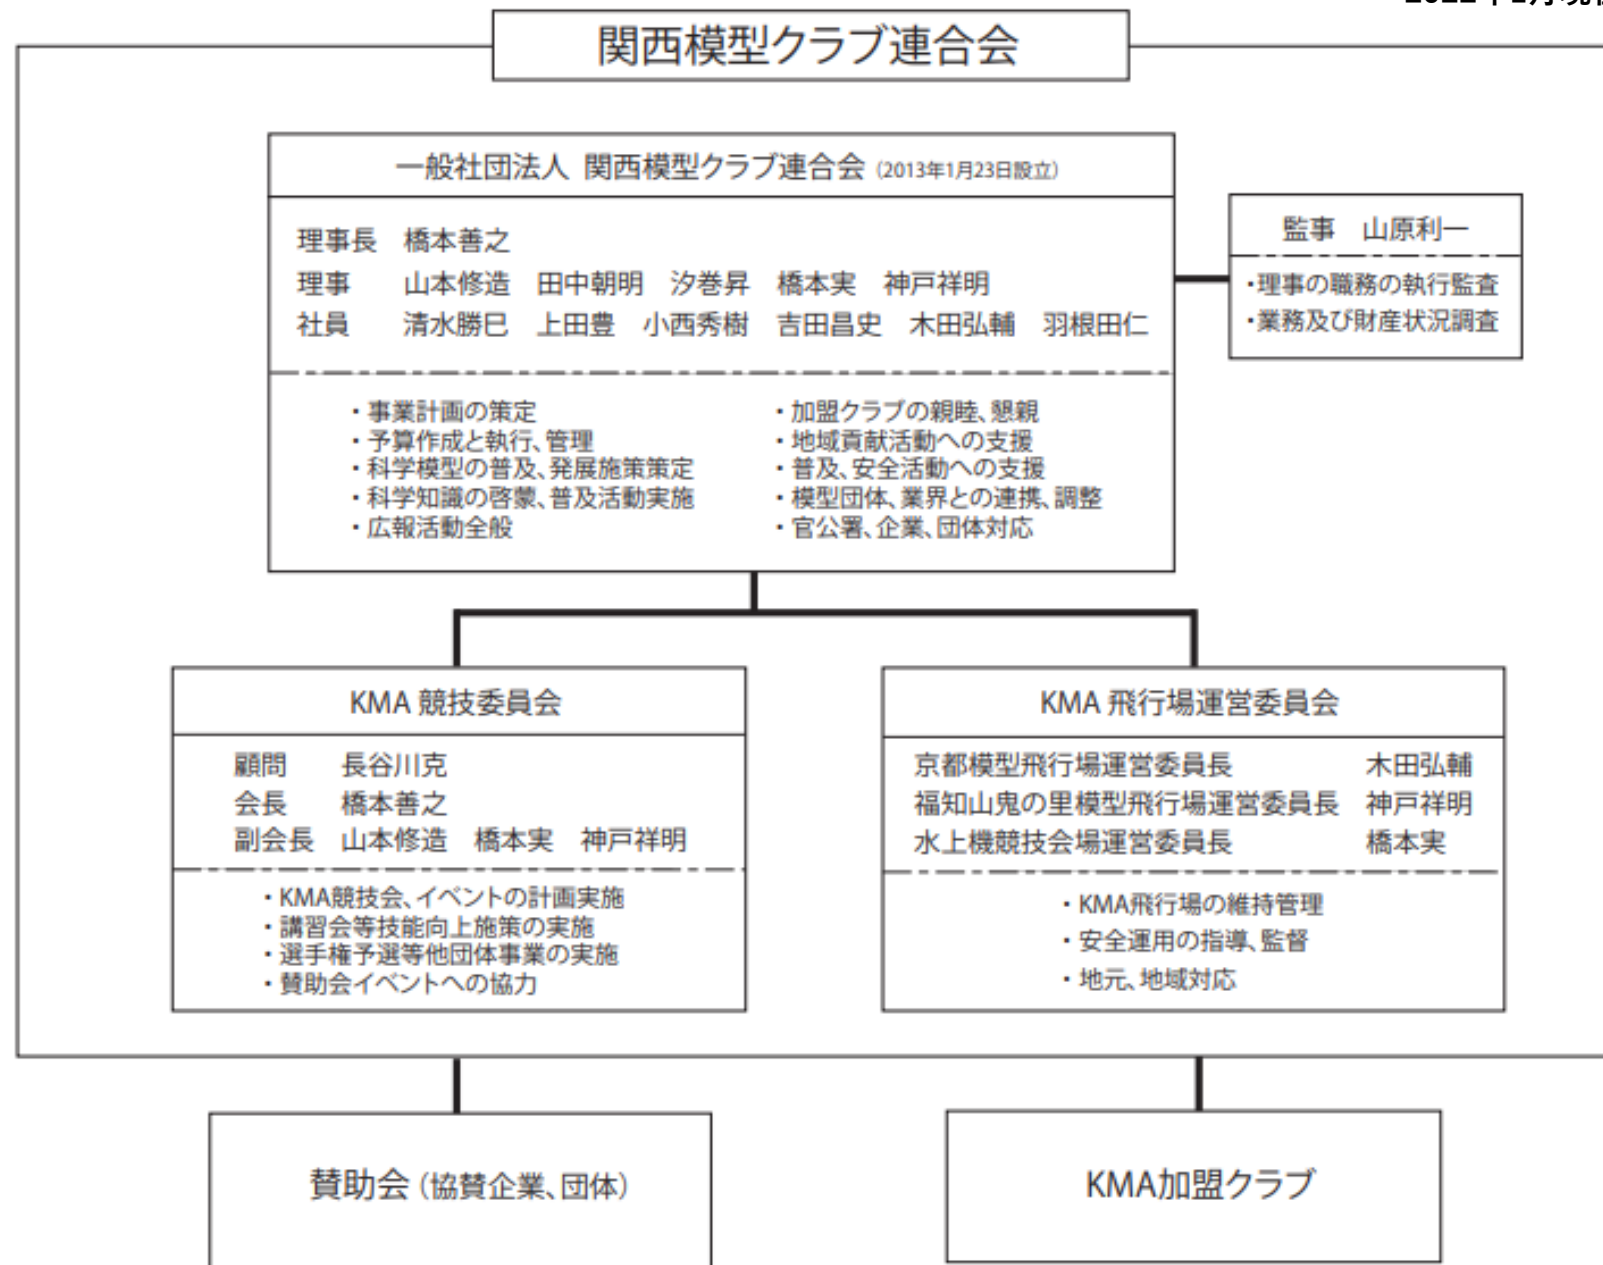 関西模型クラブ連合会
一般社団法人 関西模型クラブ連合会 (2013年1月23日設立)
理事長 橋本善之
理事 山本修造 田中朝明 汐巻昇 橋本実 神戸祥明
社員 清水勝巳 上田豊 小西秀樹 吉田昌史 木田弘輔 羽根田仁
監事 山原利一
・理事の職務の執行監査
・業務及び財産状況調査
・事業計画の策定
・予算作成と執行、管理
・科学模型の普及、発展施策策定
・科学知識の啓蒙、普及活動実施
・広報活動全般
・加盟クラブの親睦、懇親
・地域貢献活動への支援
・普及、安全活動への支援
・模型団体、業界との連携、調整
・官公署、企業、団体対応
KMA 競技委員会
顧問 長谷川克
会長 橋本善之
副会長 山本修造 橋本実 神戸祥明
・KMA競技会、イベントの計画実施
・講習会等技能向上施策の実施
・選手権予選等他団体事業の実施
・賛助会イベントへの協力
KMA 飛行場運営委員会
京都模型飛行場運営委員長 木田弘輔
福知山鬼の里模型飛行場運営委員長 神戸祥明
水上機競技会場運営委員長 橋本実
・KMA飛行場の維持管理
・安全運用の指導、監督
・地元、地域対応
賛助会 (協賛企業、団体)
KMA加盟クラブ